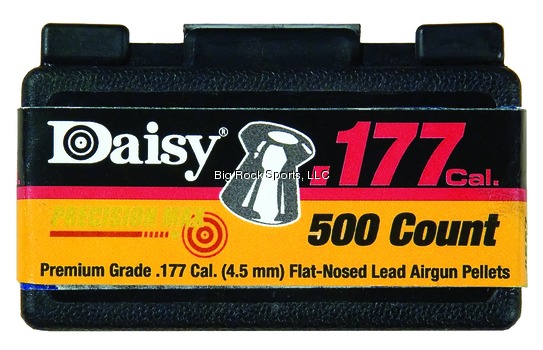 Daisy®
.177 Cal.
Big Rock Sports, LLC
PRECISION MAX
500 Count
Premium Grade .177 Cal. (4.5 mm) Flat-Nosed Lead Airgun Pellets